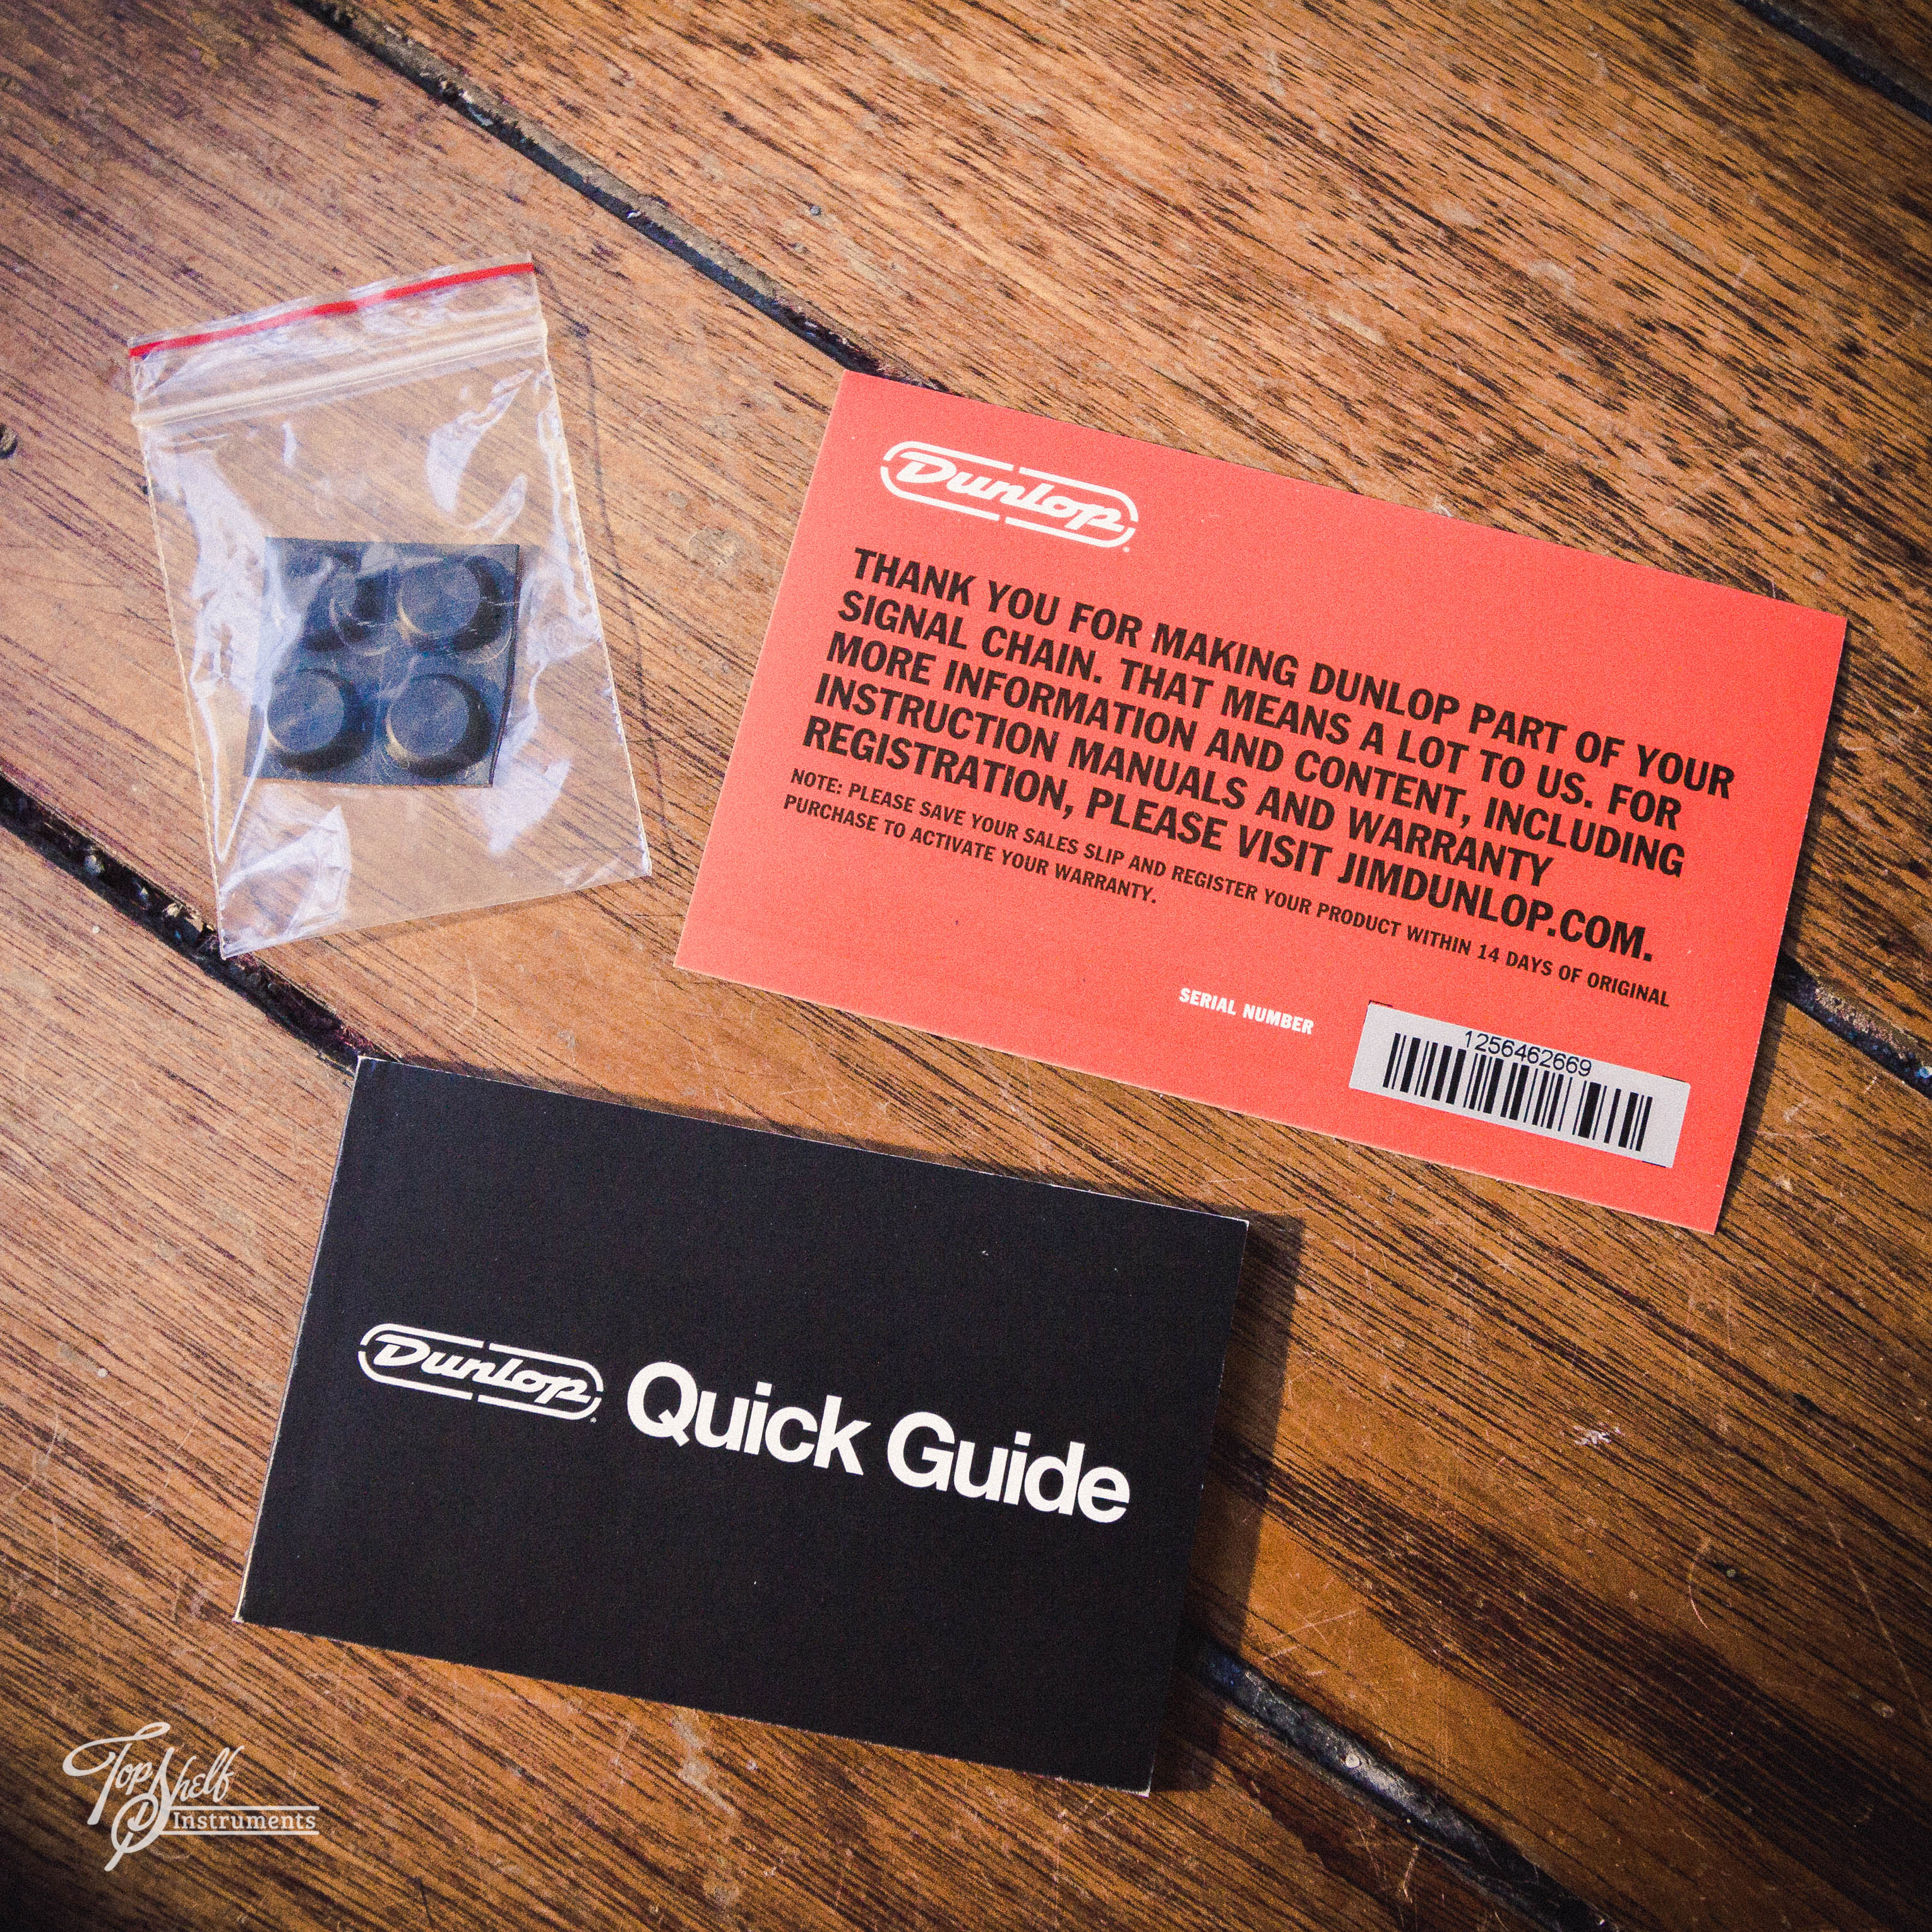 Dunlop
THANK YOU FOR MAKING DUNLOP PART OF YOUR
SIGNAL CHAIN. THAT MEANS A LOT TO US. FOR
MORE INFORMATION AND CONTENT, INCLUDING
INSTRUCTION MANUALS AND WARRANTY
REGISTRATION, PLEASE VISIT JIMDUNLOP.COM.
NOTE: PLEASE SAVE YOUR SALES SLIP AND REGISTER YOUR PRODUCT WITHIN 14 DAYS OF ORIGINAL
PURCHASE TO ACTIVATE YOUR WARRANTY.
SERIAL NUMBER
1256462669
Dunlop Quick Guide
Top Shelf
Instruments